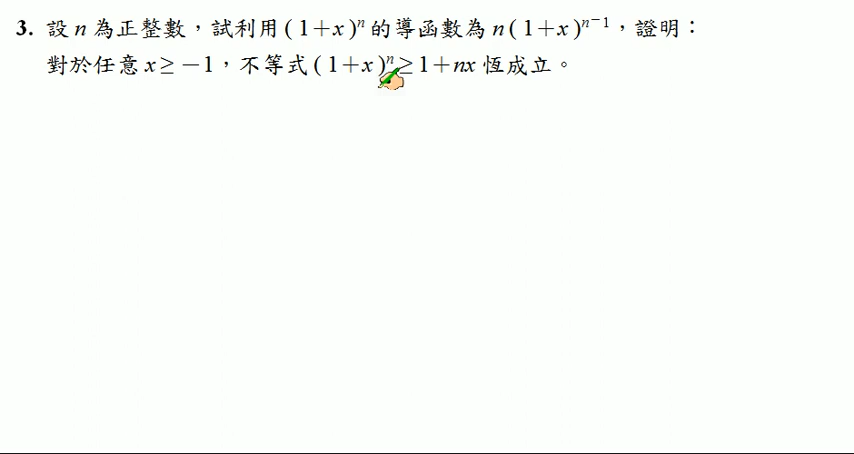 3. 設 n 為正整數，試利用 (1+x)ⁿ 的導函數為 n(1+x)ⁿ⁻¹，證明：
對於任意 x≥−1，不等式 (1+x)ⁿ≥1+nx 恆成立。